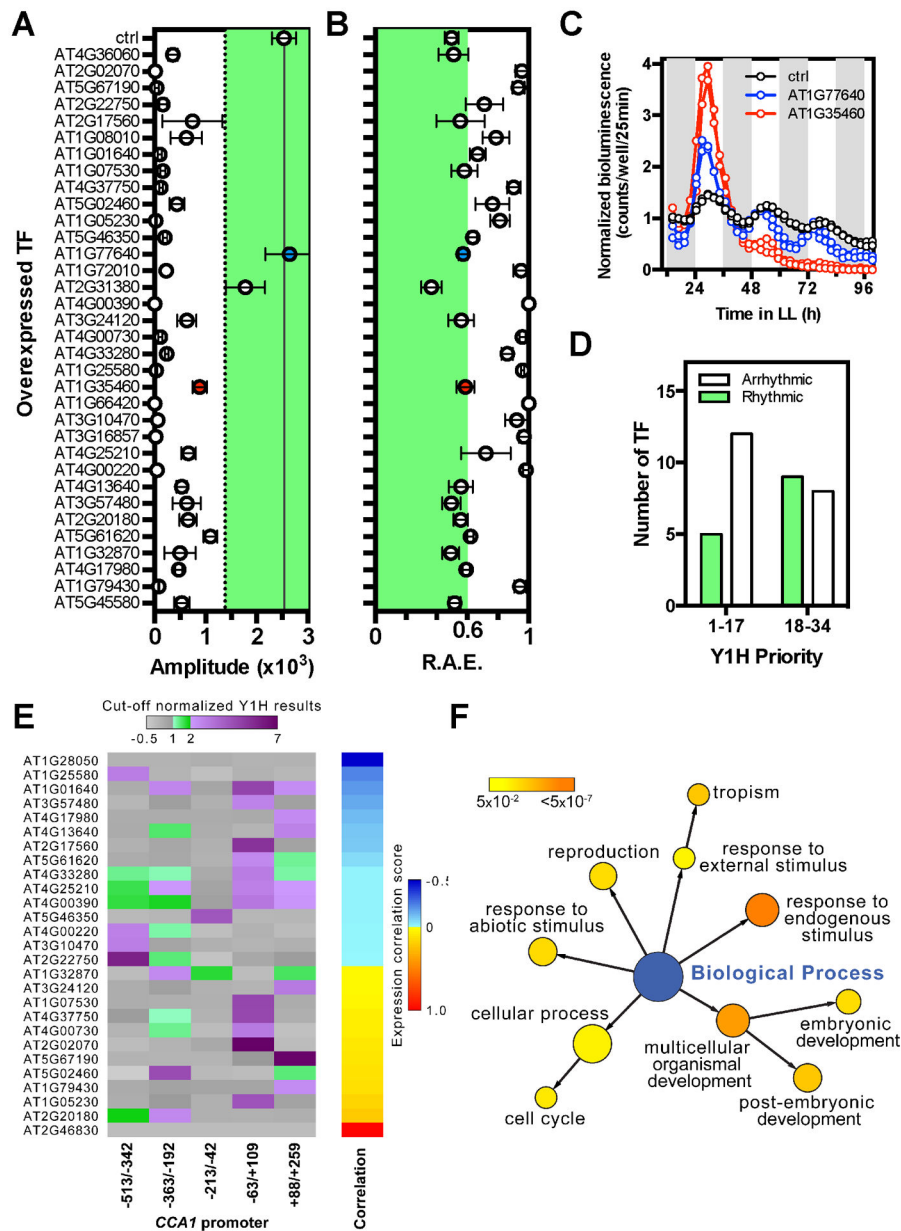 A
B
C
ctrl
AT4G36060
AT2G02070
AT5G67190
AT2G22750
AT2G17560
AT1G08010
AT1G01640
AT1G07530
AT4G37750
AT5G02460
AT1G05230
AT5G46350
AT1G77640
AT1G72010
AT2G31380
AT4G00390
AT3G24120
AT4G00730
AT4G33280
AT1G25580
AT1G35460
AT1G66420
AT3G10470
AT3G16857
AT4G25210
AT4G00220
AT4G13640
AT3G57480
AT2G20180
AT5G61620
AT1G32870
AT4G17980
AT1G79430
AT5G45580
Overexpressed TF
0 1 2 3
Amplitude (x10³)
0 0.6 1
R.A.E.
ctrl
AT1G77640
AT1G35460
4
3
2
1
0
Normalized bioluminescence
(counts/well/25min)
24 48 72 96
Time in LL (h)
D
Arrhythmic
Rhythmic
15
10
5
0
Number of TF
1-17 18-34
Y1H Priority
E
Cut-off normalized Y1H results
-0.5 1 2 7
AT1G28050
AT1G25580
AT1G01640
AT3G57480
AT4G17980
AT4G13640
AT2G17560
AT5G61620
AT4G33280
AT4G25210
AT4G00390
AT5G46350
AT4G00220
AT3G10470
AT2G22750
AT1G32870
AT3G24120
AT1G07530
AT4G37750
AT4G00730
AT2G02070
AT5G67190
AT5G02460
AT1G79430
AT1G05230
AT2G20180
AT2G46830
-513/-342
-363/-192
-213/-42
-63/+109
+88/+259
CCA1 promoter
Correlation
Expression correlation score
-0.5
0
1.0
F
5x10⁻² <5x10⁻⁷
tropism
response to
external stimulus
reproduction
response to
endogenous
stimulus
response to
abiotic stimulus
Biological Process
cellular process
embryonic
development
multicellular
organismal
development
post-embryonic
development
cell cycle